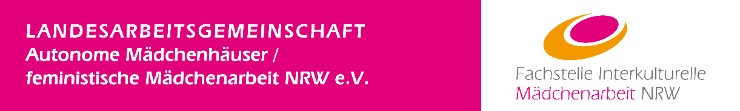 LANDESARBEITSGEMEINSCHAFT
Autonome Mädchenhäuser /
feministische Mädchenarbeit NRW e.V.
Fachstelle Interkulturelle
Mädchenarbeit NRW